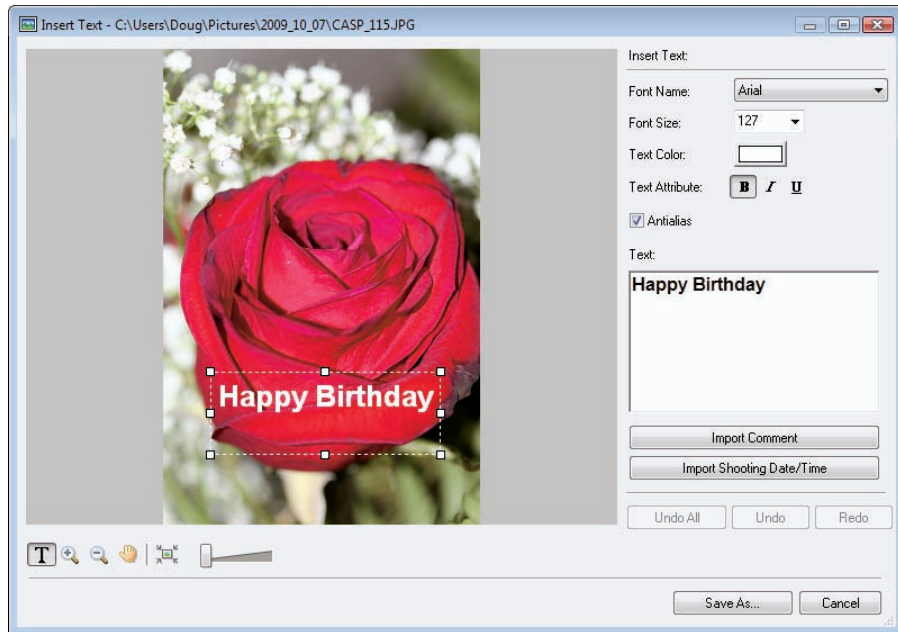 Insert Text - C:\Users\Doug\Pictures\2009_10_07\CASP_115.JPG
Insert Text:
Font Name: Arial
Font Size: 127
Text Color:
Text Attribute: B I U
Antialias
Text:
Happy Birthday
Happy Birthday
Import Comment
Import Shooting Date/Time
Undo All Undo Redo
T
Save As... Cancel